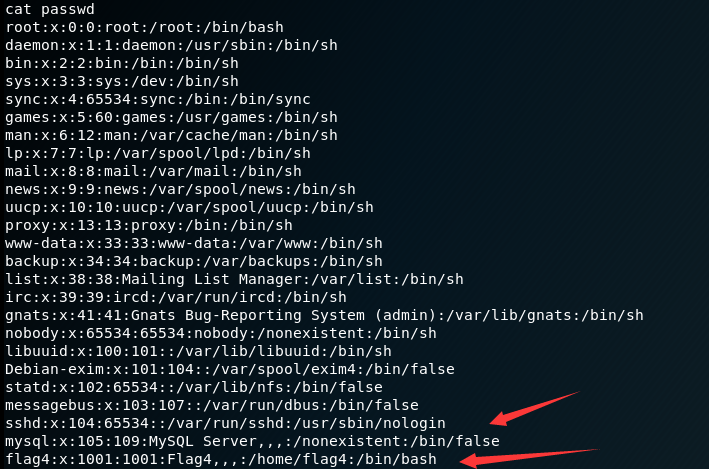 cat passwd
root:x:0:0:root:/root:/bin/bash
daemon:x:1:1:daemon:/usr/sbin:/bin/sh
bin:x:2:2:bin:/bin:/bin/sh
sys:x:3:3:sys:/dev:/bin/sh
sync:x:4:65534:sync:/bin:/bin/sync
games:x:5:60:games:/usr/games:/bin/sh
man:x:6:12:man:/var/cache/man:/bin/sh
lp:x:7:7:lp:/var/spool/lpd:/bin/sh
mail:x:8:8:mail:/var/mail:/bin/sh
news:x:9:9:news:/var/spool/news:/bin/sh
uucp:x:10:10:uucp:/var/spool/uucp:/bin/sh
proxy:x:13:13:proxy:/bin:/bin/sh
www-data:x:33:33:www-data:/var/www:/bin/sh
backup:x:34:34:backup:/var/backups:/bin/sh
list:x:38:38:Mailing List Manager:/var/list:/bin/sh
irc:x:39:39:ircd:/var/run/ircd:/bin/sh
gnats:x:41:41:Gnats Bug-Reporting System (admin):/var/lib/gnats:/bin/sh
nobody:x:65534:65534:nobody:/nonexistent:/bin/sh
libuuid:x:100:101::/var/lib/libuuid:/bin/sh
Debian-exim:x:101:104::/var/spool/exim4:/bin/false
statd:x:102:65534::/var/lib/nfs:/bin/false
messagebus:x:103:107::/var/run/dbus:/bin/false
sshd:x:104:65534::/var/run/sshd:/usr/sbin/nologin
mysql:x:105:109:MySQL Server,,,:/nonexistent:/bin/false
flag4:x:1001:1001:Flag4,,,:/home/flag4:/bin/bash